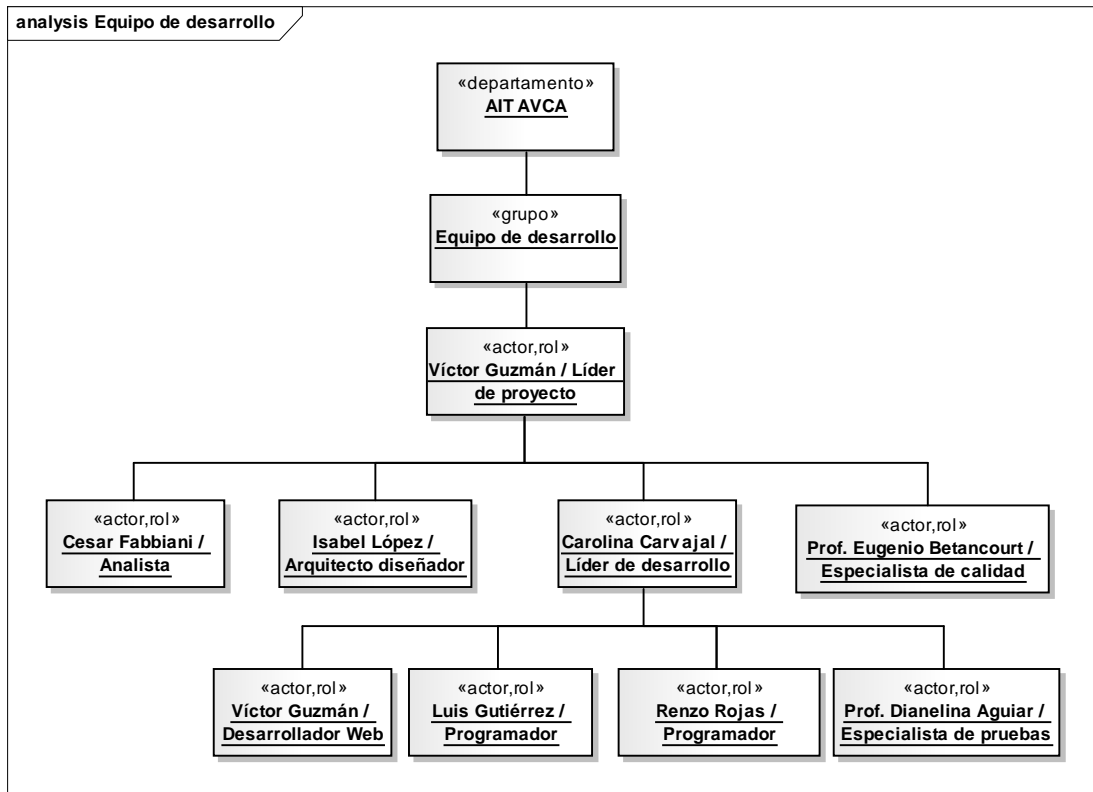 analysis Equipo de desarrollo
«departamento»
AIT AVCA
«grupo»
Equipo de desarrollo
«actor,rol»
Víctor Guzmán / Líder
de proyecto
«actor,rol»
Cesar Fabbiani /
Analista
«actor,rol»
Isabel López /
Arquitecto diseñador
«actor,rol»
Carolina Carvajal /
Líder de desarrollo
«actor,rol»
Prof. Eugenio Betancourt /
Especialista de calidad
«actor,rol»
Víctor Guzmán /
Desarrollador Web
«actor,rol»
Luis Gutiérrez /
Programador
«actor,rol»
Renzo Rojas /
Programador
«actor,rol»
Prof. Dianelina Aguiar /
Especialista de pruebas